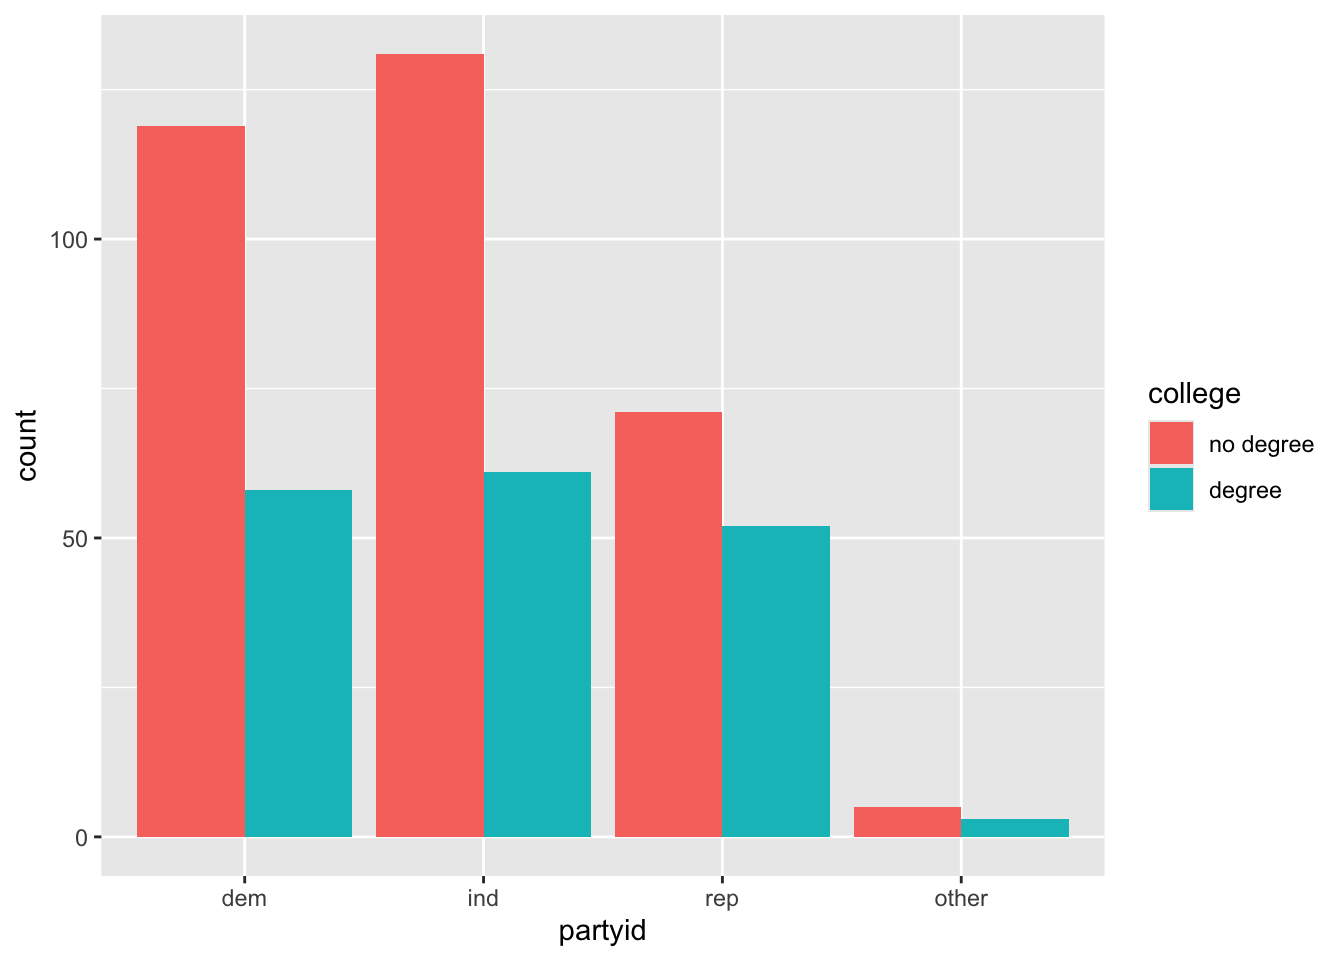 count
100
50
0
dem ind rep other
partyid
college
no degree
degree